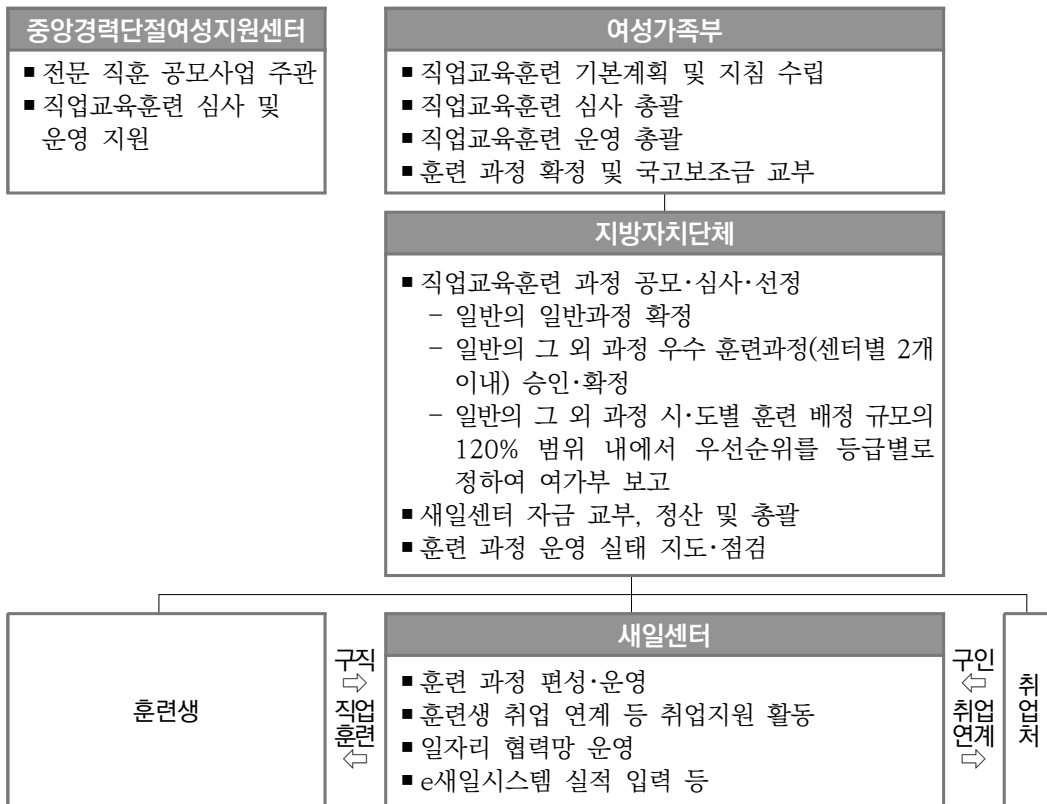 중앙경력단절여성지원센터
■ 전문 직훈 공모사업 주관
■ 직업교육훈련 심사 및
운영 지원
여성가족부
■ 직업교육훈련 기본계획 및 지침 수립
■ 직업교육훈련 심사 총괄
■ 직업교육훈련 운영 총괄
■ 훈련 과정 확정 및 국고보조금 교부
지방자치단체
■ 직업교육훈련 과정 공모·심사·선정
- 일반의 일반과정 확정
- 일반의 그 외 과정 우수 훈련과정(센터별 2개
이내) 승인·확정
- 일반의 그 외 과정 시·도별 훈련 배정 규모의
120% 범위 내에서 우선순위를 등급별로
정하여 여가부 보고
■ 새일센터 자금 교부, 정산 및 총괄
■ 훈련 과정 운영 실태 지도·점검
훈련생
구직
⇨
직업
훈련
⇦
새일센터
■ 훈련 과정 편성·운영
■ 훈련생 취업 연계 등 취업지원 활동
■ 일자리 협력망 운영
■ e새일시스템 실적 입력 등
구인
⇦
취업
연계
⇨
취
업
처